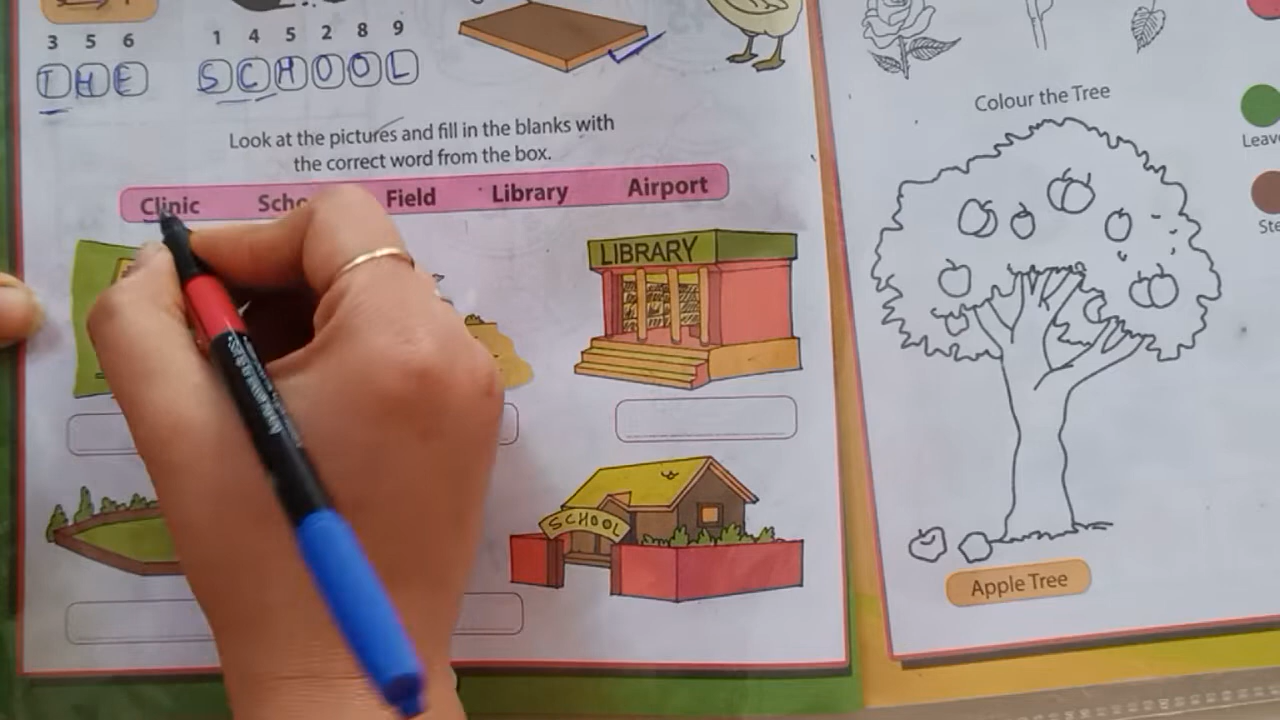 3 5 6 1 4 5 2 8 9
THE SCHOOL
Look at the pictures and fill in the blanks with
the correct word from the box.
Clinic Field Library Airport
LIBRARY
SCHOOL
Colour the Tree
Apple Tree